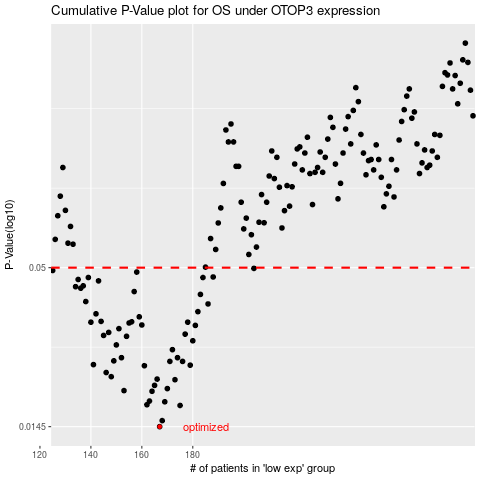 Cumulative P-Value plot for OS under OTOP3 expression
P-Value(log10)
0.05
0.0145
optimized
120 140 160 180
# of patients in 'low exp' group